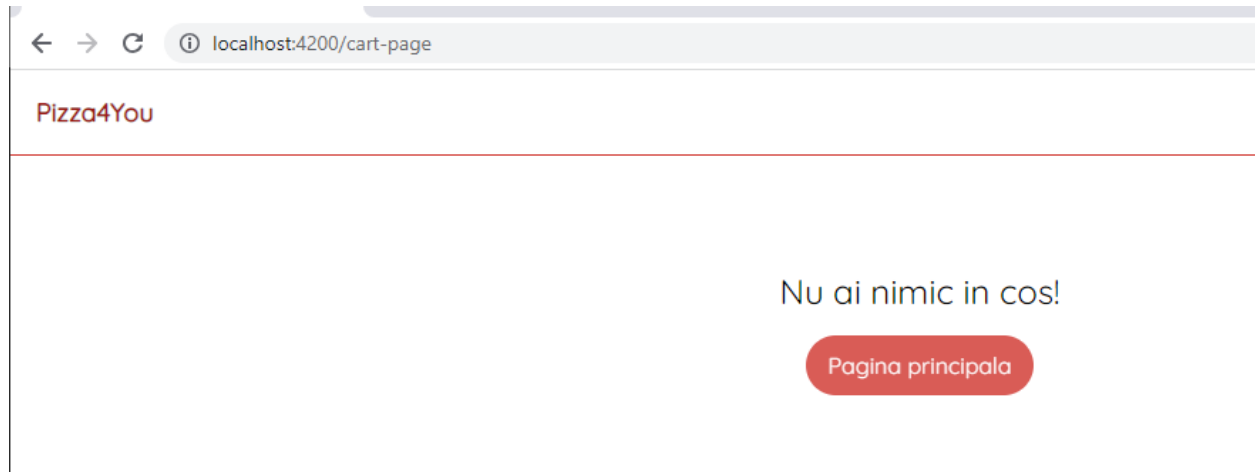 localhost:4200/cart-page
Pizza4You
Nu ai nimic in cos!
Pagina principala